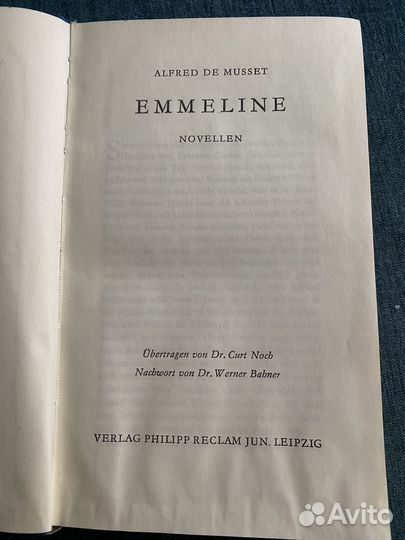 ALFRED DE MUSSET
EMMELINE
NOVELLEN
Übertragen von Dr. Curt Noch
Nachwort von Dr. Werner Bahner
VERLAG PHILIPP RECLAM JUN. LEIPZIG
Avito